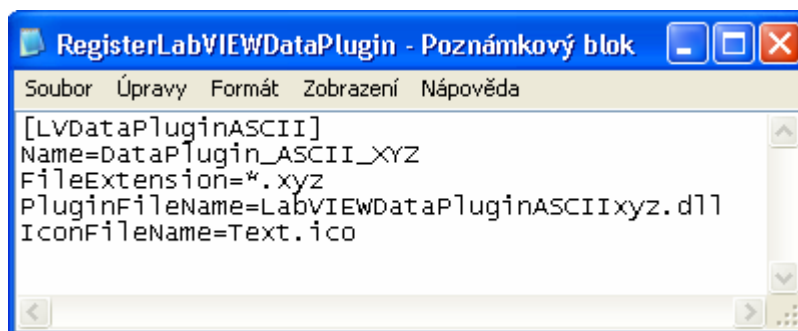 RegisterLabVIEWDataPlugin - Poznámkový blok
Soubor Úpravy Formát Zobrazení Nápověda
[LVDataPluginASCII]
Name=DataPlugin_ASCII_XYZ
FileExtension=*.xyz
PluginFileName=LabVIEWDataPluginASCIIxyz.dll
IconFileName=Text.ico